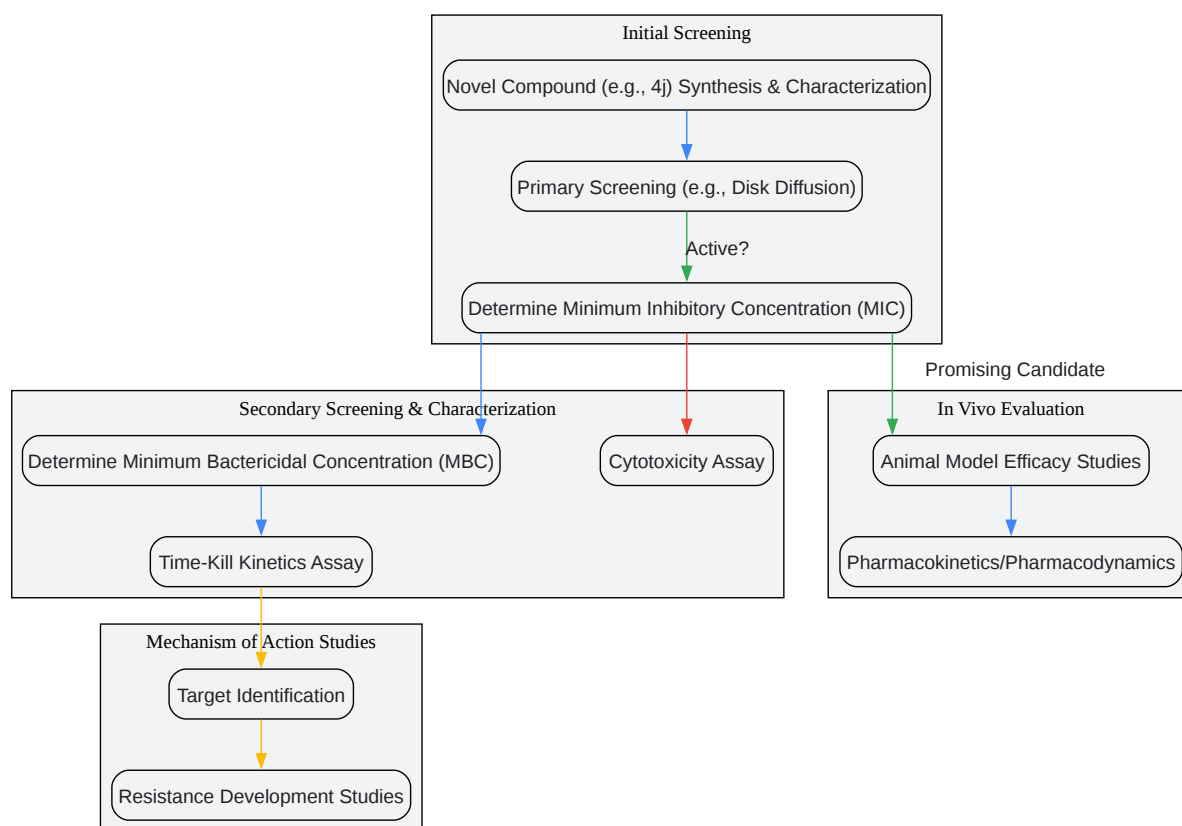 Initial Screening
Novel Compound (e.g., 4j) Synthesis & Characterization
Primary Screening (e.g., Disk Diffusion)
Active?
Determine Minimum Inhibitory Concentration (MIC)
Promising Candidate
Secondary Screening & Characterization
In Vivo Evaluation
Determine Minimum Bactericidal Concentration (MBC)
Cytotoxicity Assay
Animal Model Efficacy Studies
Time-Kill Kinetics Assay
Pharmacokinetics/Pharmacodynamics
Mechanism of Action Studies
Target Identification
Resistance Development Studies